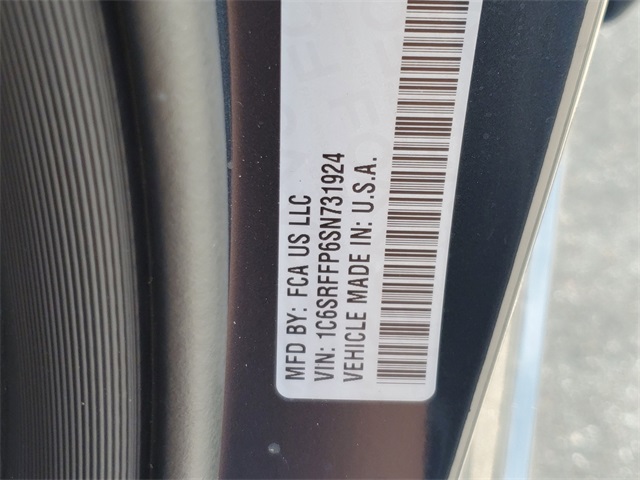 MFD BY: FCA US LLC
VIN: 1C6SRFFP6SN731924
VEHICLE MADE IN: U.S.A.